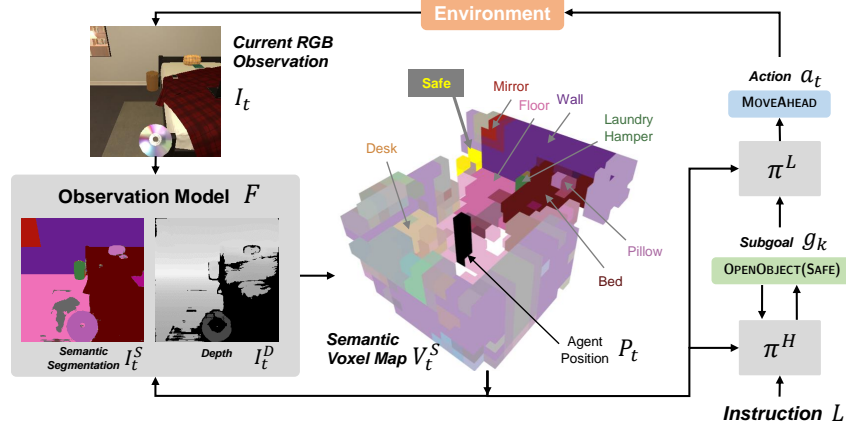 Environment
Current RGB
Observation
I_t
Action a_t
MOVEAHEAD
Safe
Mirror
Floor
Wall
Laundry
Hamper
Desk
Pillow
Bed
Observation Model F
π^L
Subgoal g_k
OPENOBJECT(SAFE)
Semantic
Segmentation I_t^S
Depth I_t^D
Semantic
Voxel Map V_t^S
Agent
Position P_t
π^H
Instruction L